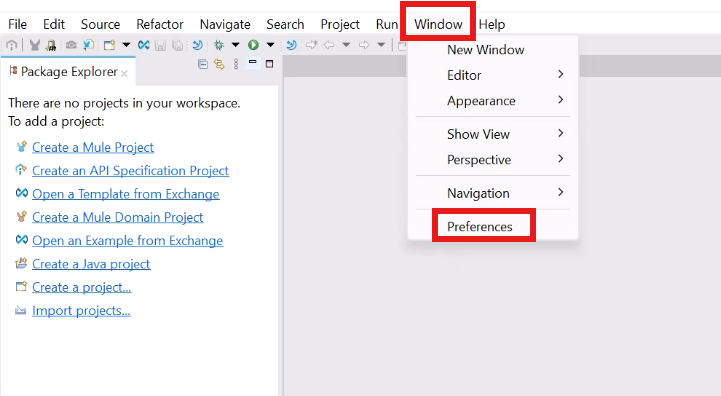 File Edit Source Refactor Navigate Search Project Run Window Help
Package Explorer
There are no projects in your workspace.
To add a project:
Create a Mule Project
Create an API Specification Project
Open a Template from Exchange
Create a Mule Domain Project
Open an Example from Exchange
Create a Java project
Create a project...
Import projects...
New Window
Editor
Appearance
Show View
Perspective
Navigation
Preferences